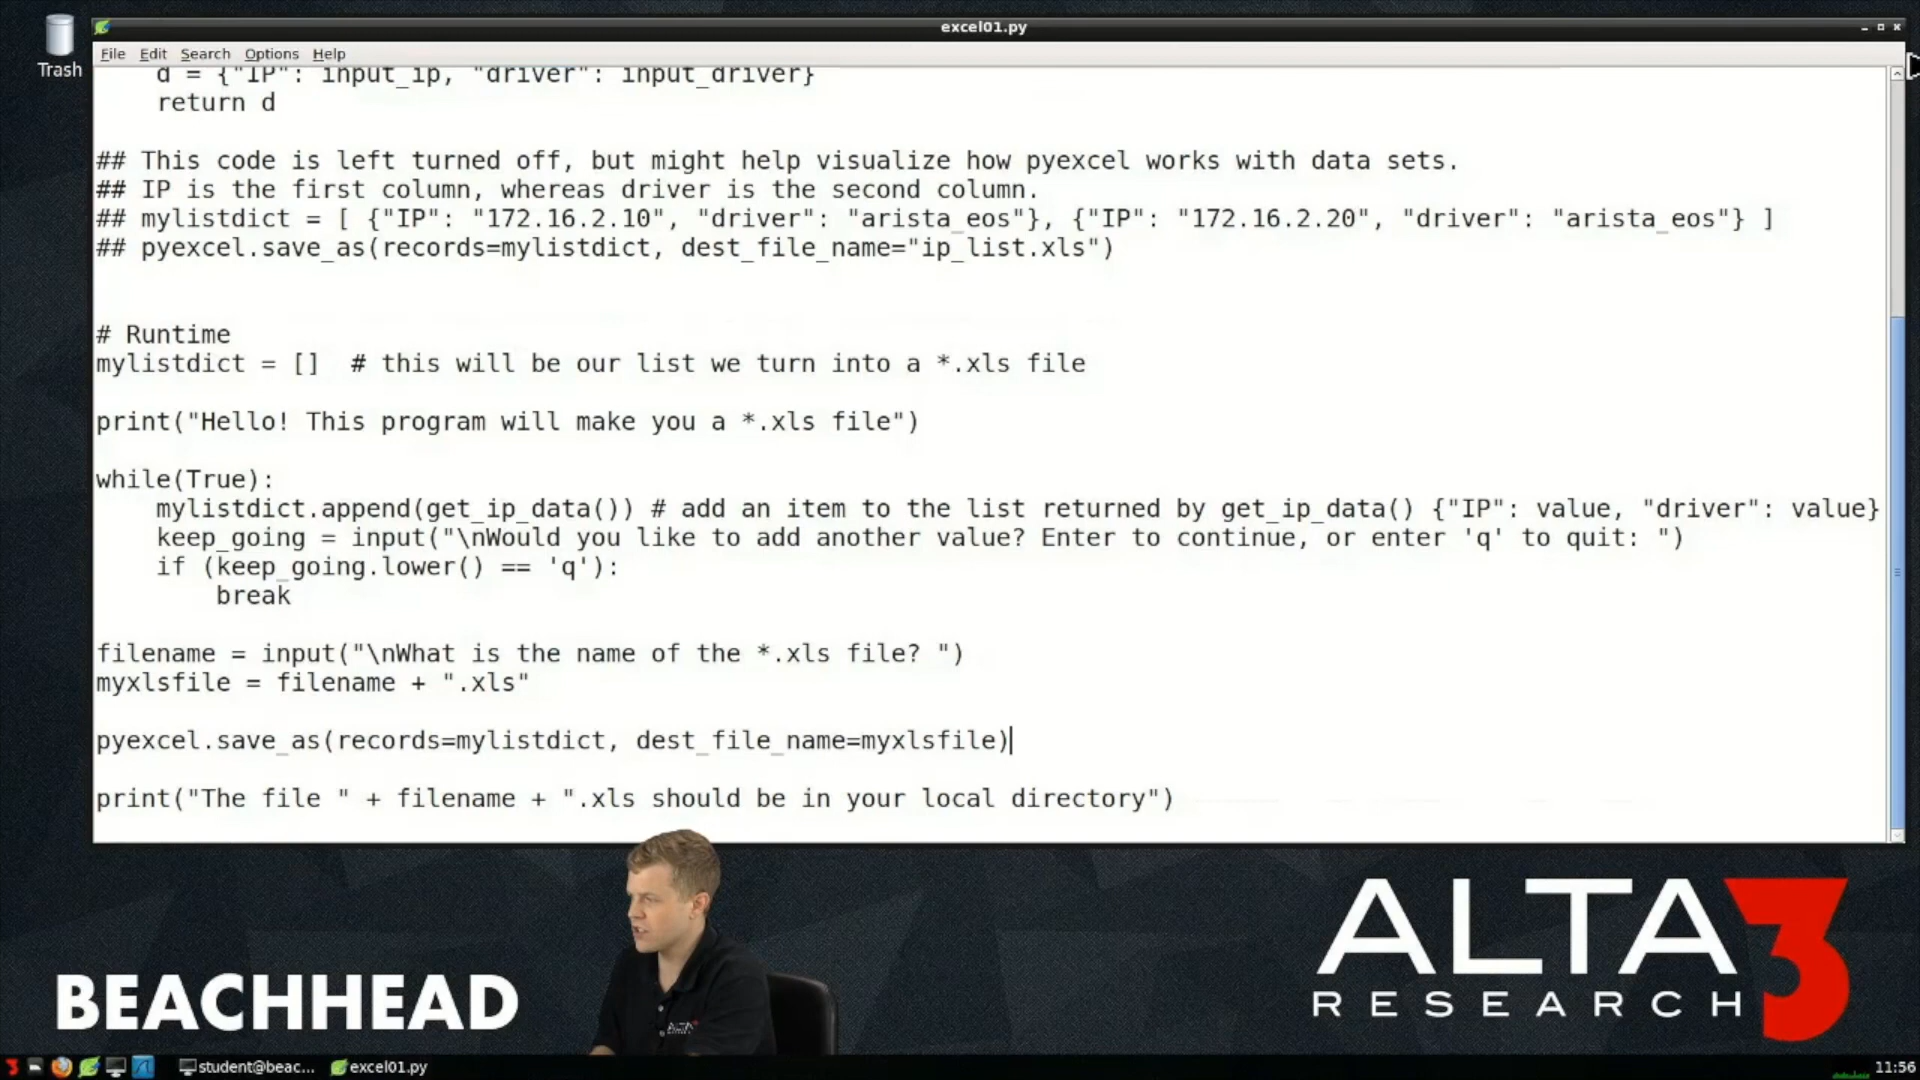 excel01.py
Trash
File Edit Search Options Help
d = {"IP": input_ip, "driver": input_driver}
return d
## This code is left turned off, but might help visualize how pyexcel works with data sets.
## IP is the first column, whereas driver is the second column.
## mylistdict = [ {"IP": "172.16.2.10", "driver": "arista_eos"}, {"IP": "172.16.2.20", "driver": "arista_eos"} ]
## pyexcel.save_as(records=mylistdict, dest_file_name="ip_list.xls")
# Runtime
mylistdict = []  # this will be our list we turn into a *.xls file
print("Hello! This program will make you a *.xls file")
while(True):
    mylistdict.append(get_ip_data()) # add an item to the list returned by get_ip_data() {"IP": value, "driver": value}
    keep_going = input("\nWould you like to add another value? Enter to continue, or enter 'q' to quit: ")
    if (keep_going.lower() == 'q'):
        break
filename = input("\nWhat is the name of the *.xls file? ")
myxlsfile = filename + ".xls"
pyexcel.save_as(records=mylistdict, dest_file_name=myxlsfile)
print("The file " + filename + ".xls should be in your local directory")
BEACHHEAD
ALTA3
RESEARCH
student@beac... excel01.py 11:56